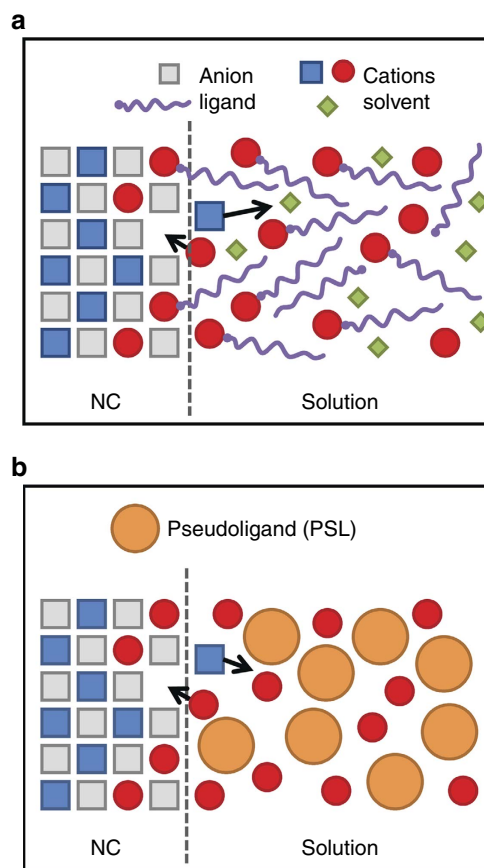 a
Anion
Cations
ligand
solvent
NC
Solution
b
Pseudoligand (PSL)
NC
Solution